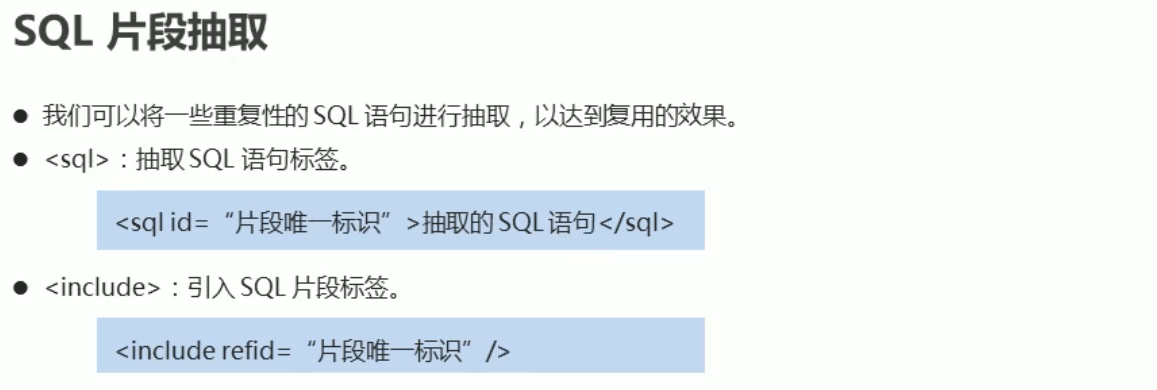 SQL 片段抽取
● 我们可以将一些重复性的 SQL 语句进行抽取，以达到复用的效果。
● <sql>：抽取 SQL 语句标签。
<sql id=“片段唯一标识”>抽取的 SQL 语句</sql>
● <include>：引入 SQL 片段标签。
<include refid=“片段唯一标识”/>